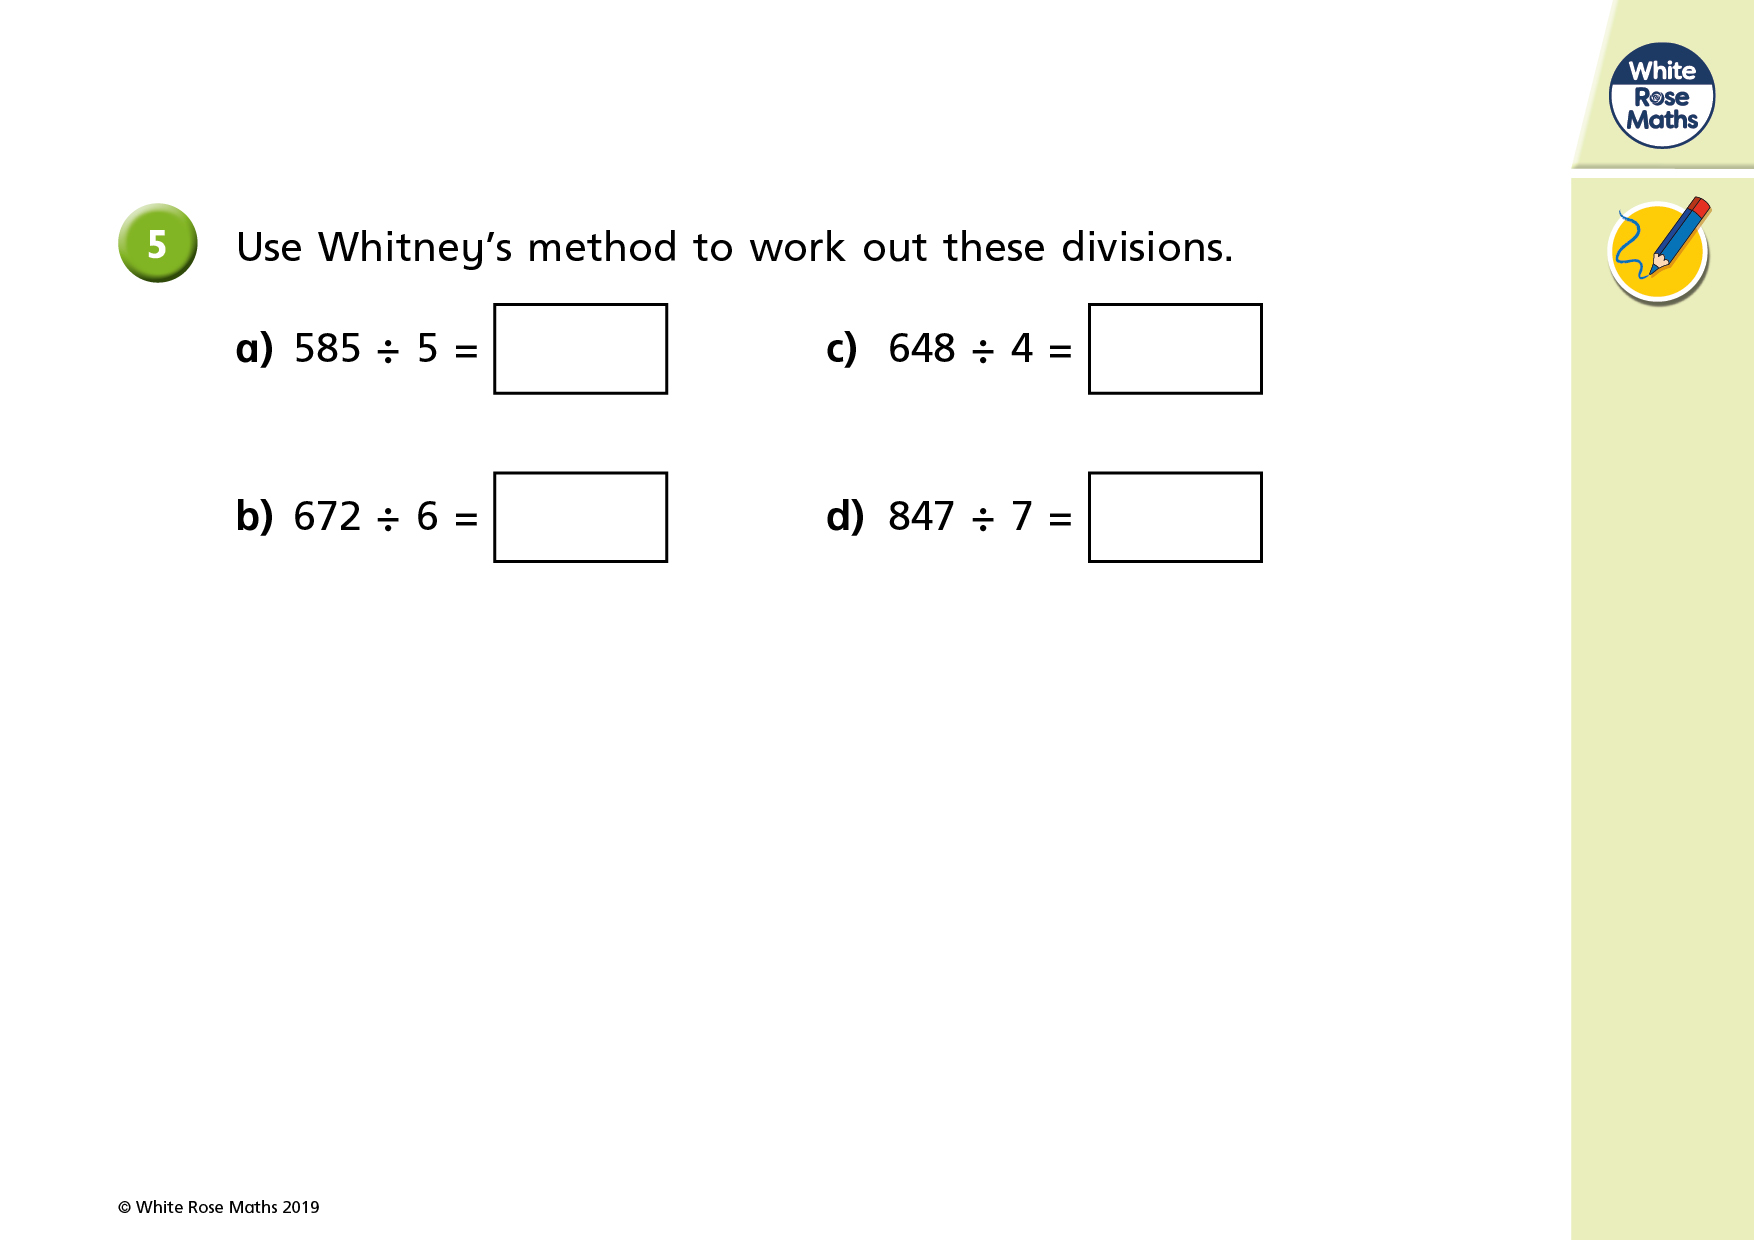 White
Rose
Maths
5 Use Whitney’s method to work out these divisions.
a) 585 ÷ 5 =
c) 648 ÷ 4 =
b) 672 ÷ 6 =
d) 847 ÷ 7 =
© White Rose Maths 2019